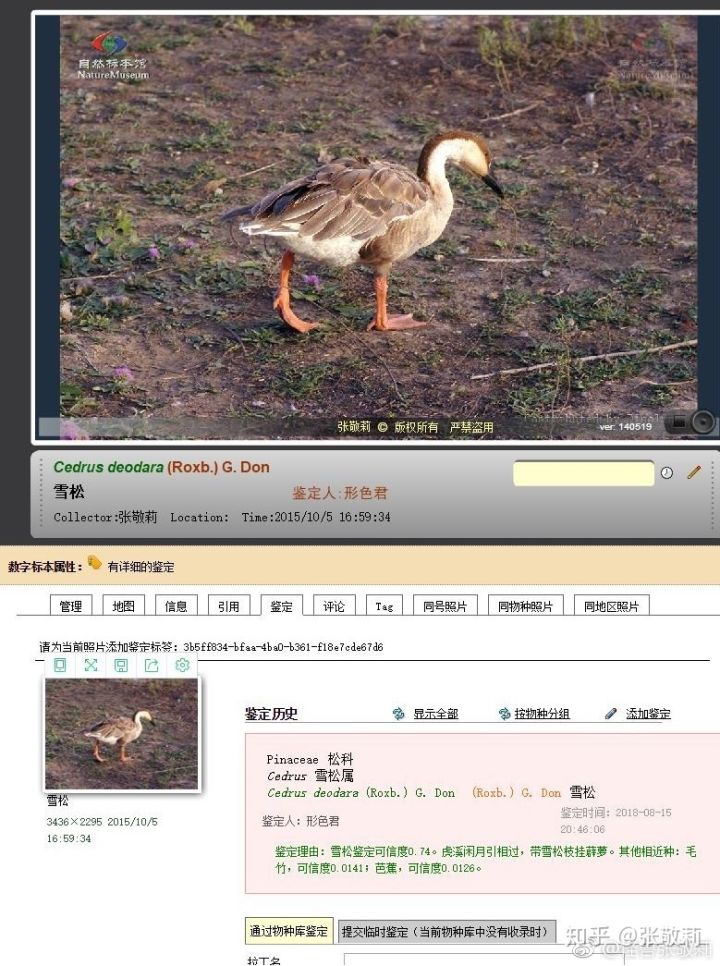 自然标本馆
NatureMuseum
自然标本馆
NatureMuseum
张敬莉 © 版权所有 严禁盗用
ver: 140519
Cedrus deodara (Roxb.) G. Don
雪松
鉴定人:形色君
Collector:张敬莉 Location: Time:2015/10/5 16:59:34
数字标本属性: 有详细的鉴定
管理 地图 信息 引用 鉴定 评论 Tag 同号照片 同物种照片 同地区照片
请为当前照片添加鉴定标签: 3b5ff834-bfaa-4ba0-b361-f18e7cde67d6
鉴定历史 显示全部 按物种分组 添加鉴定
Pinaceae 松科
Cedrus 雪松属
Cedrus deodara (Roxb.) G. Don (Roxb.) G. Don 雪松
鉴定人: 形色君
鉴定时间: 2018-08-15
20:46:06
鉴定理由: 雪松鉴定可信度0.74。虎溪闲月引相过，带雪松枝挂薜萝。其他相近种: 毛
竹，可信度0.0141; 芭蕉，可信度0.0126。
雪松
3436×2295 2015/10/5
16:59:34
通过物种库鉴定 提交临时鉴定（当前物种库中没有收录时）
拉丁名
知乎 @张敬莉